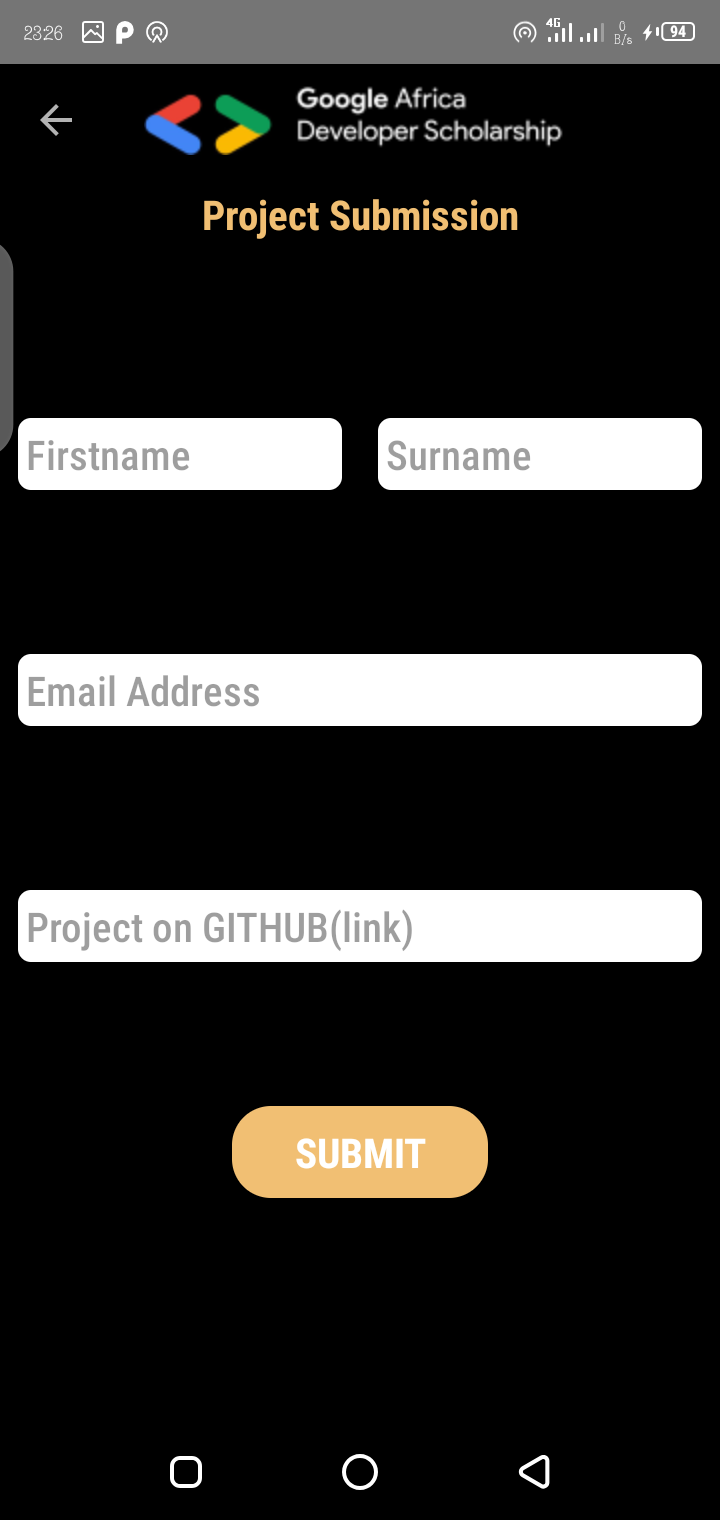 23:26
4G
0
B/s
94
Google Africa
Developer Scholarship
Project Submission
Firstname
Surname
Email Address
Project on GITHUB(link)
SUBMIT